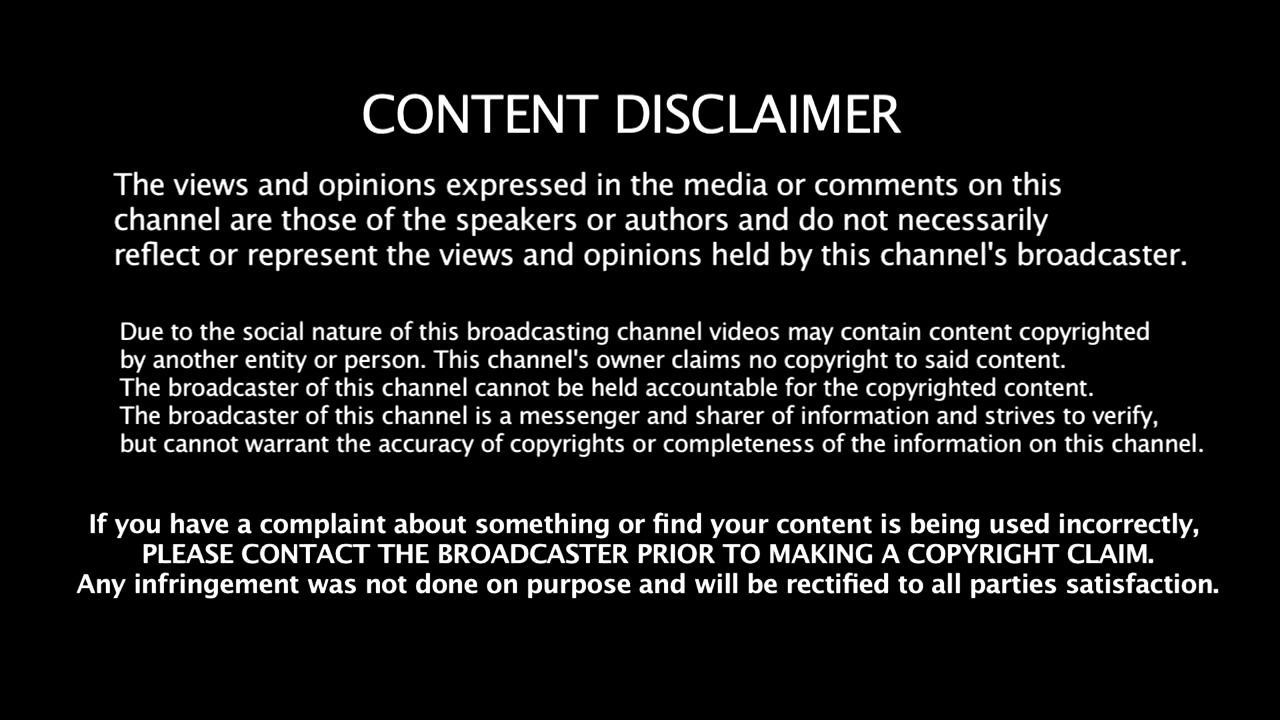 CONTENT DISCLAIMER
The views and opinions expressed in the media or comments on this
channel are those of the speakers or authors and do not necessarily
reflect or represent the views and opinions held by this channel's broadcaster.
Due to the social nature of this broadcasting channel videos may contain content copyrighted
by another entity or person. This channel's owner claims no copyright to said content.
The broadcaster of this channel cannot be held accountable for the copyrighted content.
The broadcaster of this channel is a messenger and sharer of information and strives to verify,
but cannot warrant the accuracy of copyrights or completeness of the information on this channel.
If you have a complaint about something or find your content is being used incorrectly,
PLEASE CONTACT THE BROADCASTER PRIOR TO MAKING A COPYRIGHT CLAIM.
Any infringement was not done on purpose and will be rectified to all parties satisfaction.